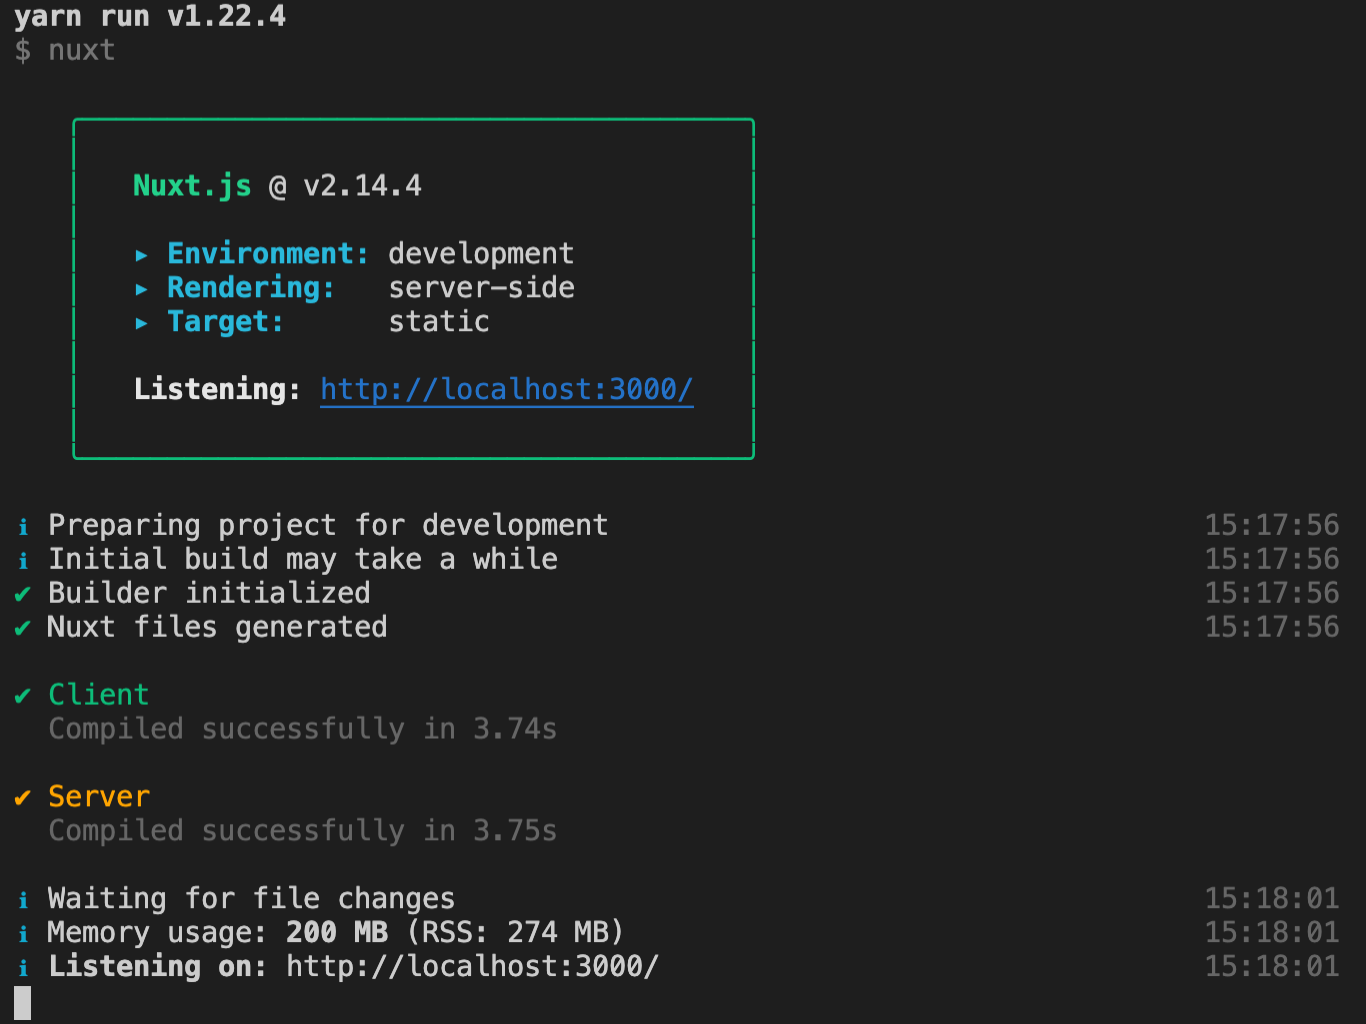 yarn run v1.22.4
$ nuxt
Nuxt.js @ v2.14.4
▸ Environment: development
▸ Rendering: server-side
▸ Target: static
Listening: http://localhost:3000/
ℹ Preparing project for development 15:17:56
ℹ Initial build may take a while 15:17:56
✔ Builder initialized 15:17:56
✔ Nuxt files generated 15:17:56
✔ Client
Compiled successfully in 3.74s
✔ Server
Compiled successfully in 3.75s
ℹ Waiting for file changes 15:18:01
ℹ Memory usage: 200 MB (RSS: 274 MB) 15:18:01
ℹ Listening on: http://localhost:3000/ 15:18:01